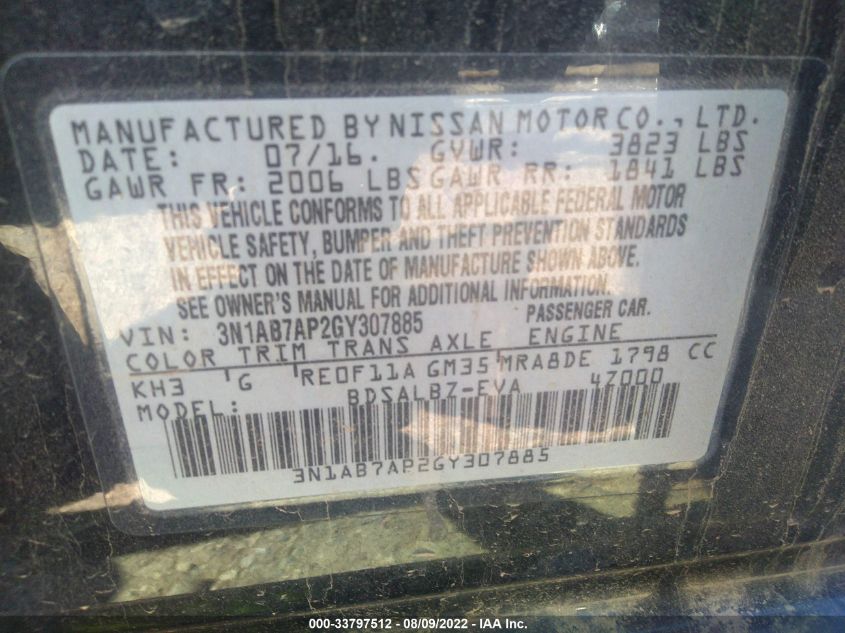 MANUFACTURED BY NISSAN MOTOR CO., LTD.
DATE: 07/16. GVWR: 3823 LBS
GAWR FR: 2006 LBS GAWR RR: 1841 LBS
THIS VEHICLE CONFORMS TO ALL APPLICABLE FEDERAL MOTOR
VEHICLE SAFETY, BUMPER AND THEFT PREVENTION STANDARDS
IN EFFECT ON THE DATE OF MANUFACTURE SHOWN ABOVE.
SEE OWNER'S MANUAL FOR ADDITIONAL INFORMATION.
VIN: 3N1AB7AP2GY307885 PASSENGER CAR.
COLOR TRIM TRANS AXLE ENGINE
KH3 G RE0F11A GM35 MRA8DE 1798 CC
MODEL: BDSALBZ-EVA 4Z000
3N1AB7AP2GY307885
000-33797512 - 08/09/2022 - IAA Inc.